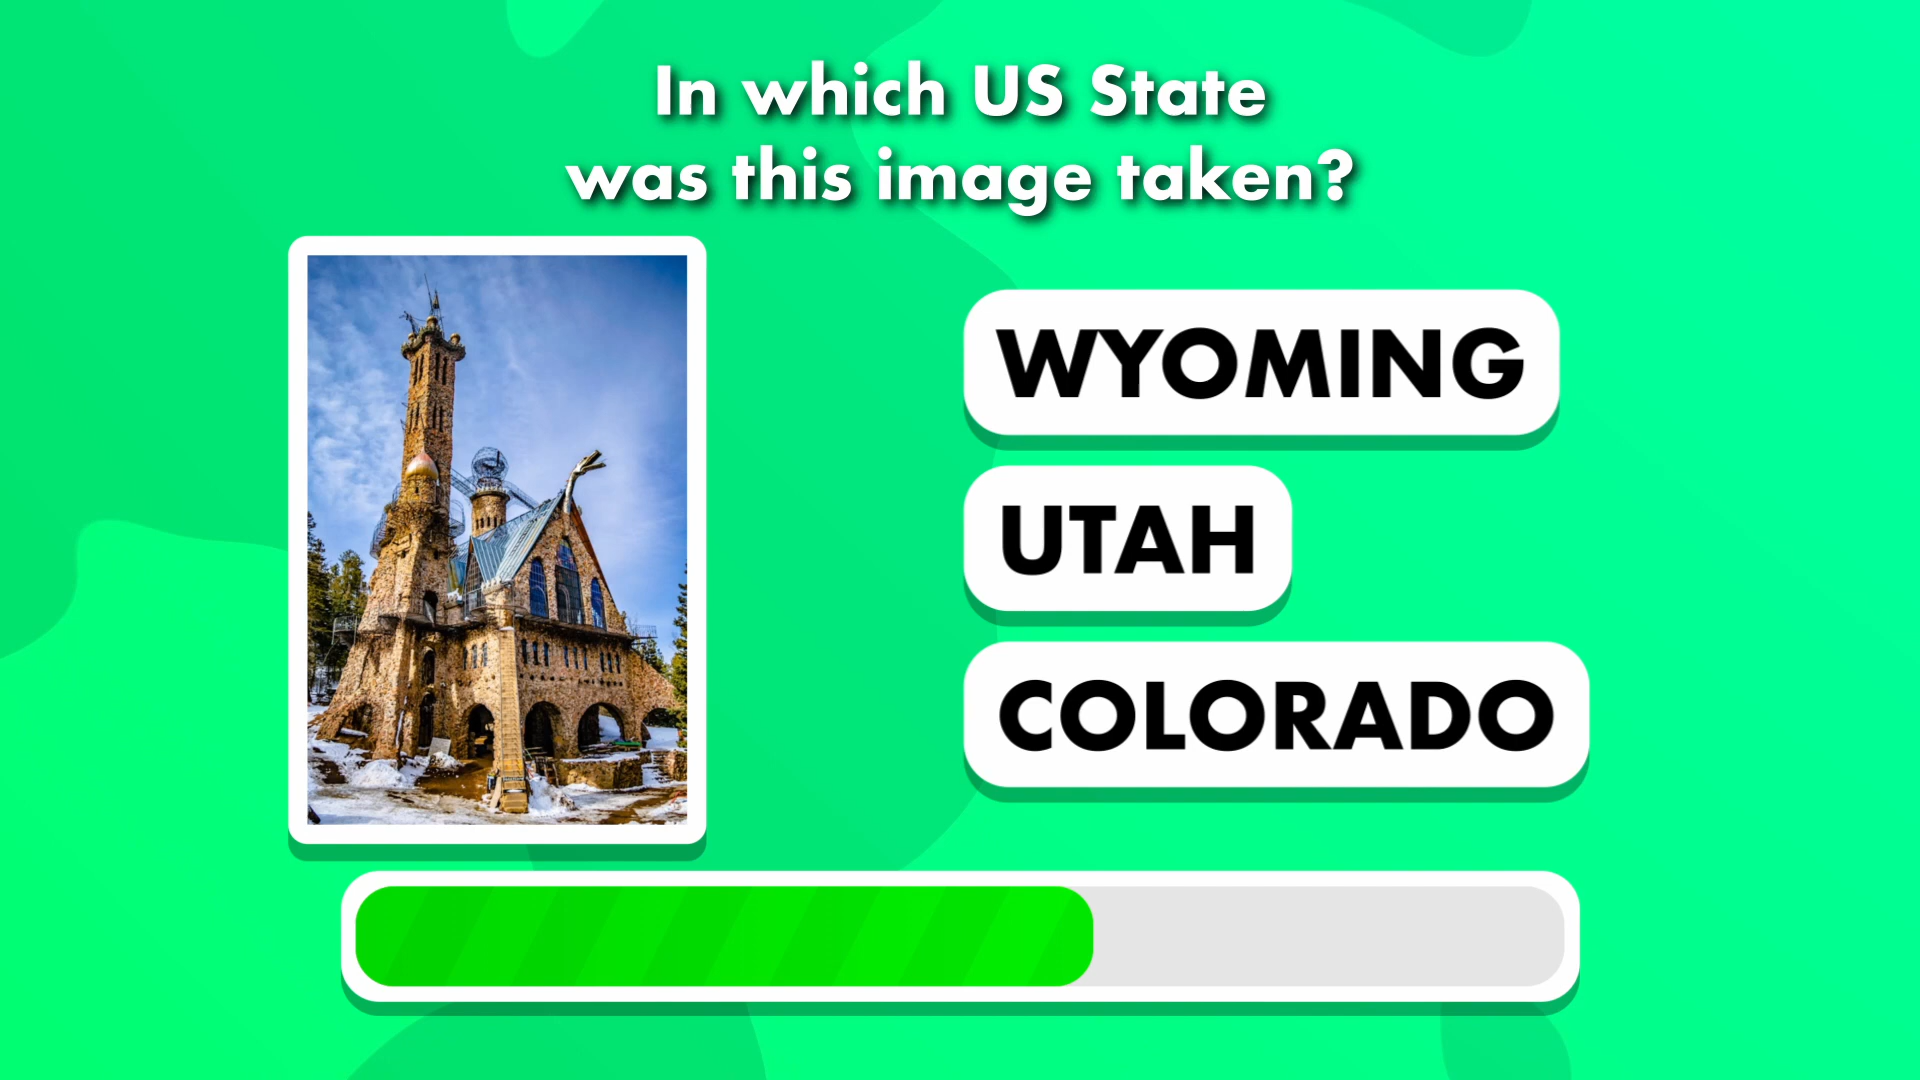 In which US State
was this image taken?
WYOMING
UTAH
COLORADO